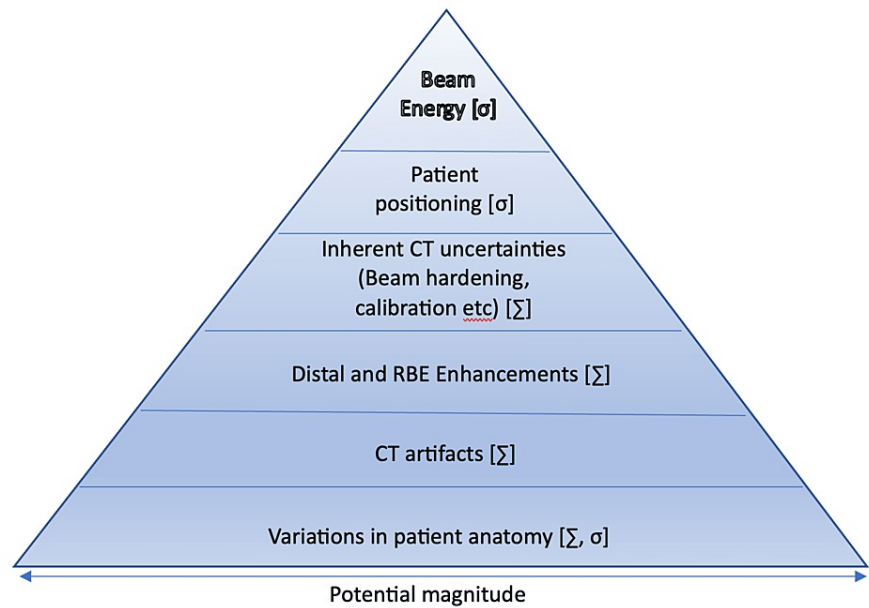 Beam
Energy [σ]
Patient
positioning [σ]
Inherent CT uncertainties
(Beam hardening,
calibration etc) [∑]
Distal and RBE Enhancements [∑]
CT artifacts [∑]
Variations in patient anatomy [∑, σ]
Potential magnitude